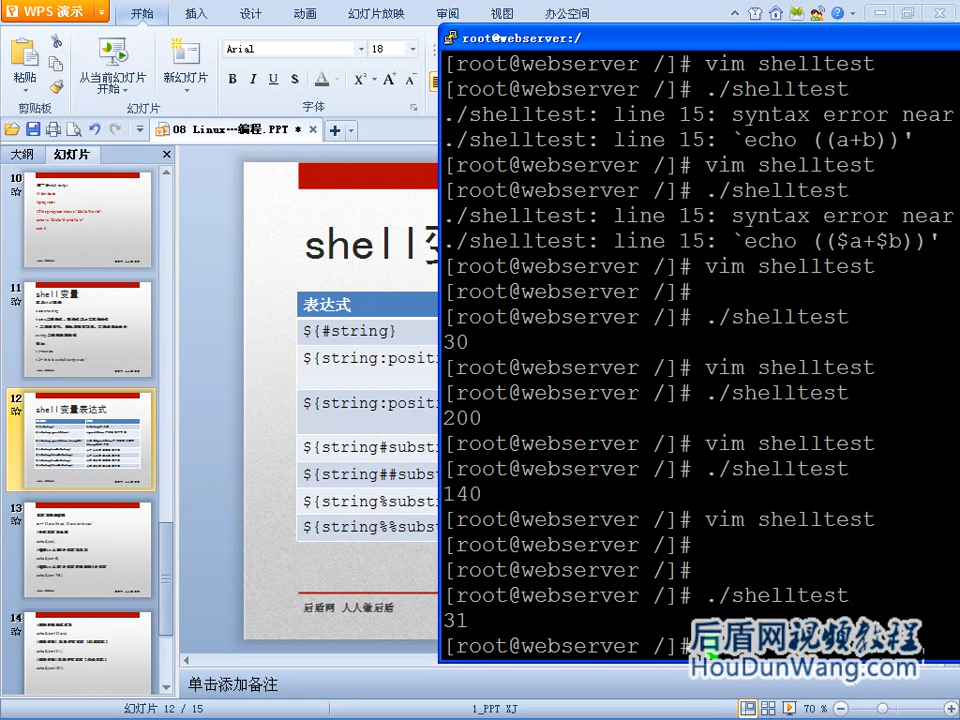 WPS 演示
开始 插入 设计 动画 幻灯片放映 审阅 视图 办公空间
粘贴
从当前幻灯片
开始
新幻灯片
Arial 18
B I U S A X² A A
剪贴板 幻灯片 字体
08 Linux┄编程.PPT *
大纲 幻灯片
10
11
shell变量
12
shell变量表达式
13
14
shell变
表达式
${#string}
${string:positi
${string:positi
${string#subst
${string##subs
${string%subst
${string%%subs
后盾网 人人做后盾
单击添加备注
幻灯片 12 / 15 1_PPT XJ 70 %
root@webserver:/
[root@webserver /]# vim shelltest
[root@webserver /]# ./shelltest
./shelltest: line 15: syntax error near
./shelltest: line 15: `echo ((a+b))'
[root@webserver /]# vim shelltest
[root@webserver /]# ./shelltest
./shelltest: line 15: syntax error near
./shelltest: line 15: `echo (($a+$b))'
[root@webserver /]# vim shelltest
[root@webserver /]#
[root@webserver /]# ./shelltest
30
[root@webserver /]# vim shelltest
[root@webserver /]# ./shelltest
200
[root@webserver /]# vim shelltest
[root@webserver /]# ./shelltest
140
[root@webserver /]# vim shelltest
[root@webserver /]#
[root@webserver /]#
[root@webserver /]# ./shelltest
31
[root@webserver /]#
后盾网视频教程
HouDunWang.com